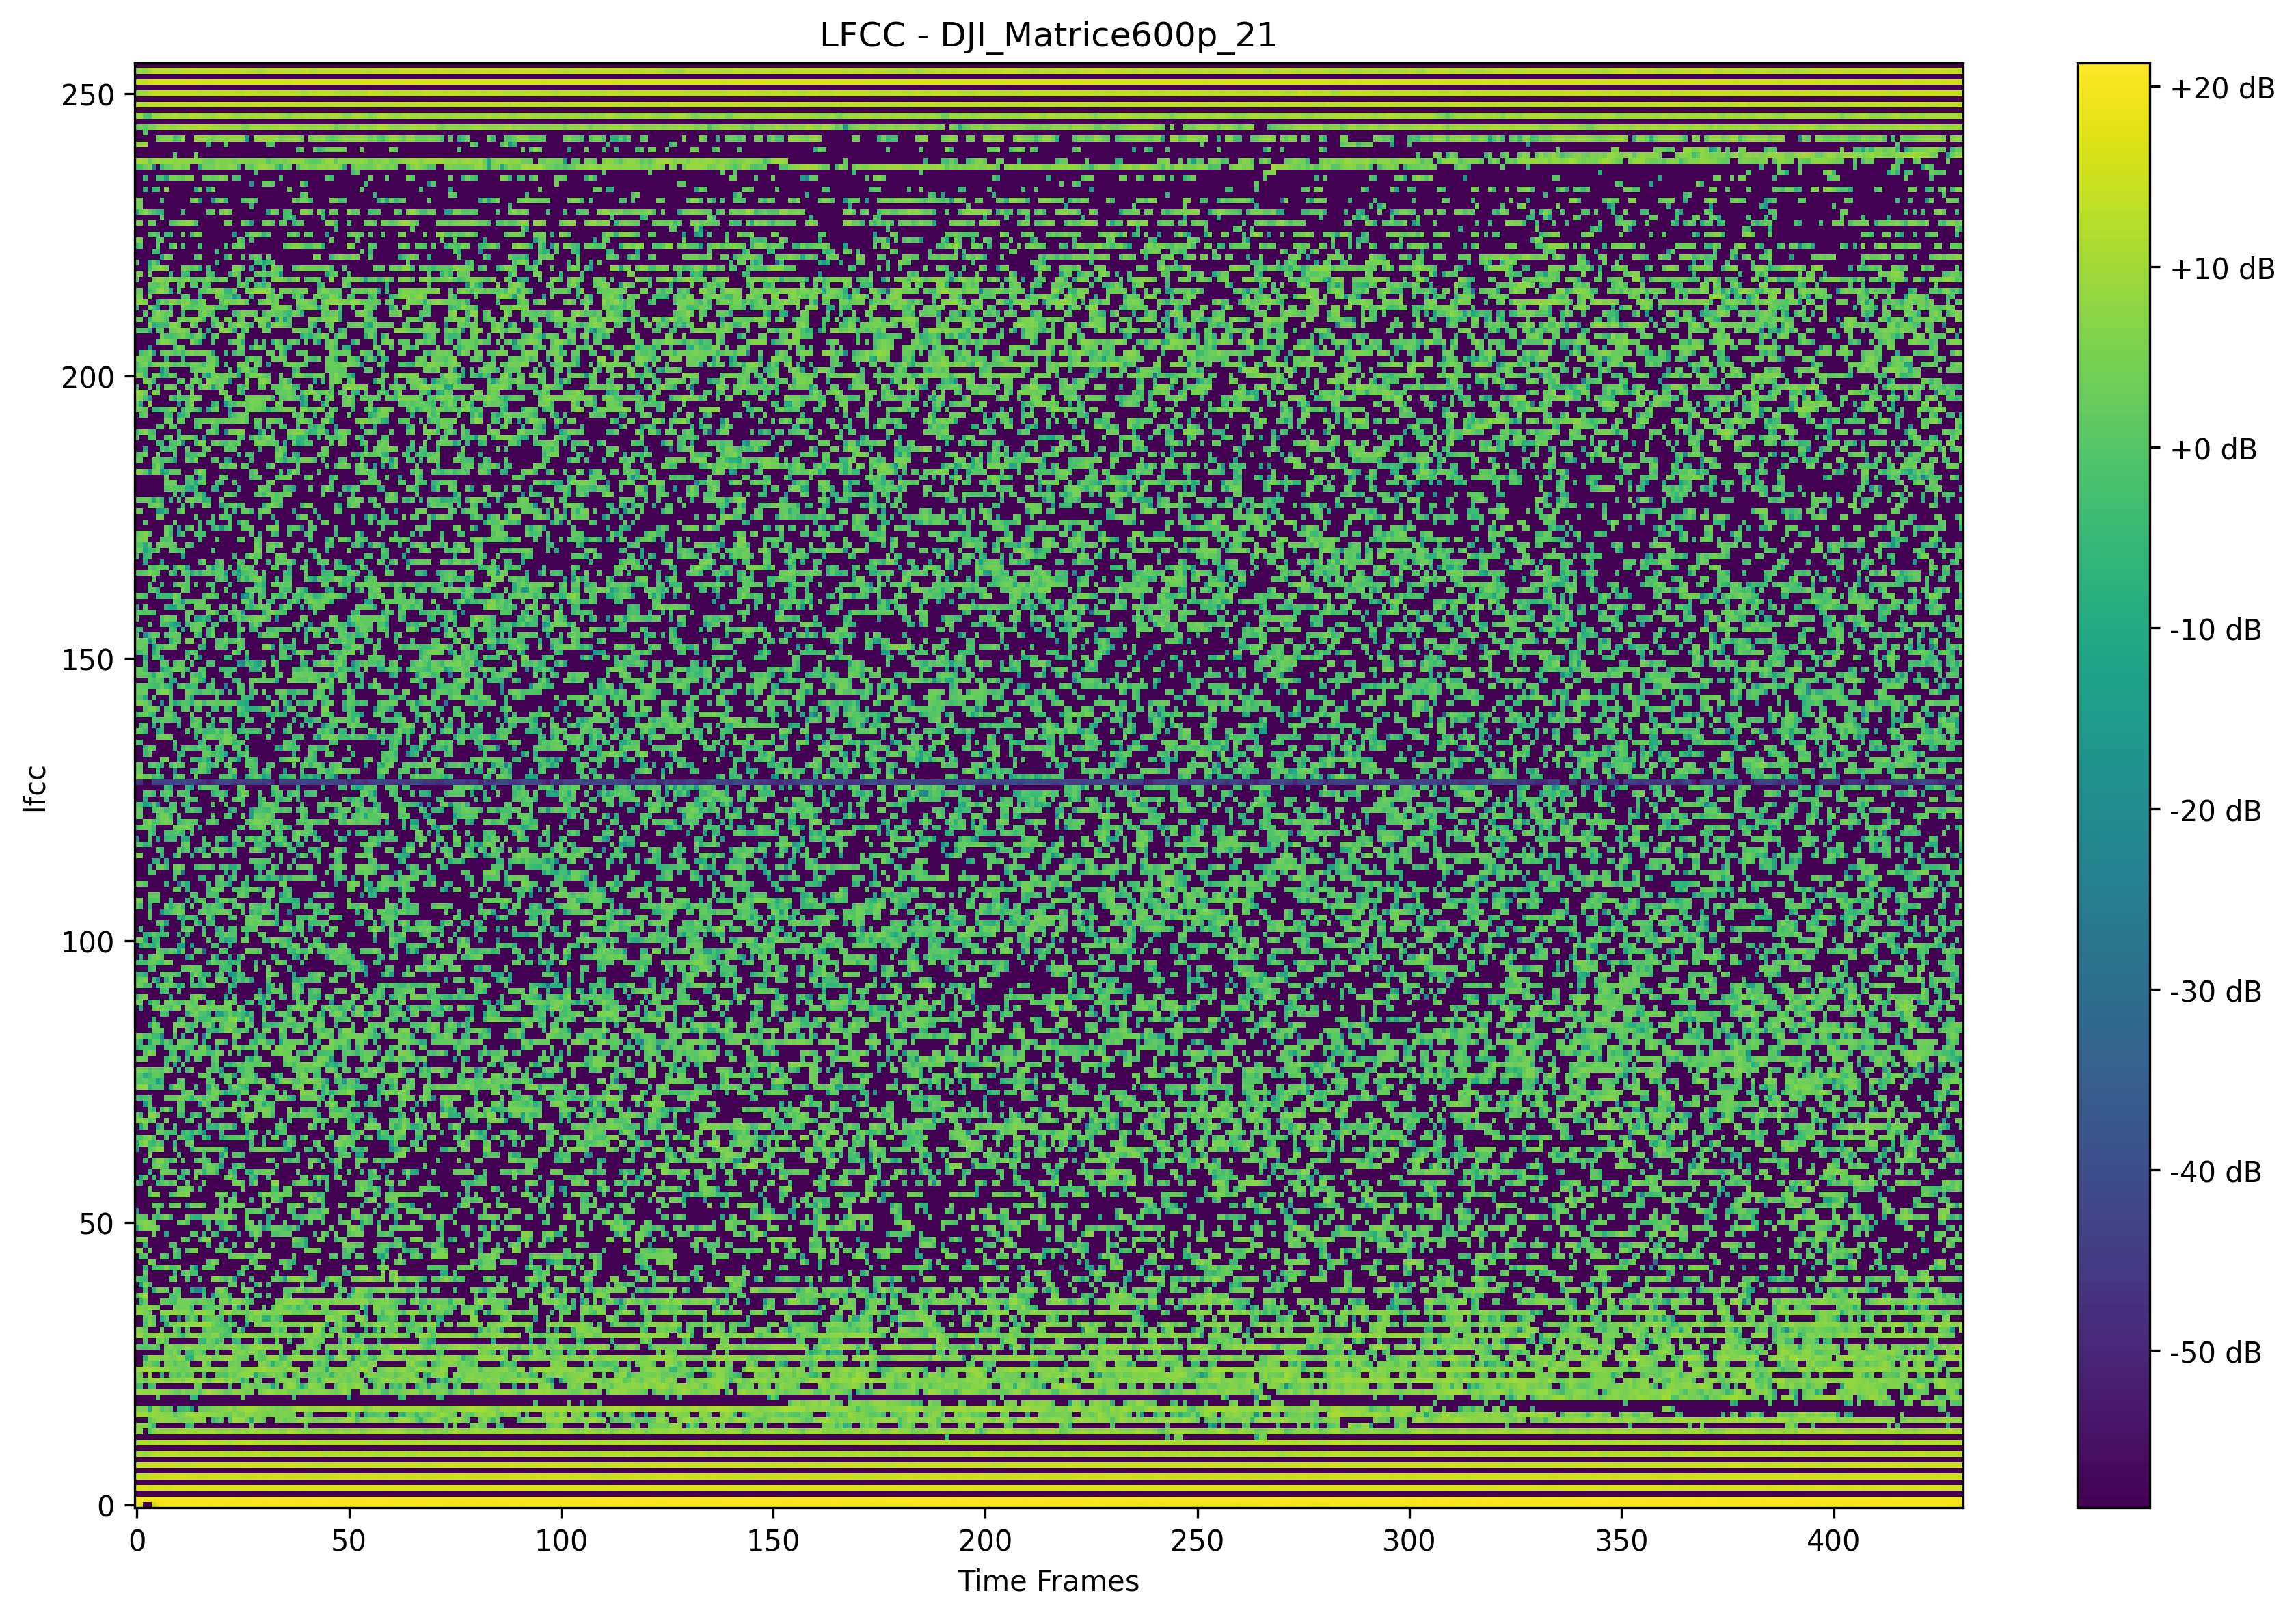 LFCC - DJI_Matrice600p_21
250
200
150
100
50
0
lfcc
0 50 100 150 200 250 300 350 400
Time Frames
+20 dB
+10 dB
+0 dB
-10 dB
-20 dB
-30 dB
-40 dB
-50 dB